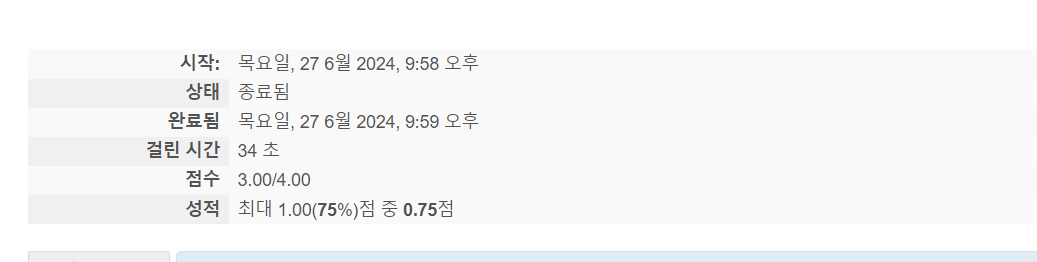 시작: 목요일, 27 6월 2024, 9:58 오후
상태 종료됨
완료됨 목요일, 27 6월 2024, 9:59 오후
걸린 시간 34 초
점수 3.00/4.00
성적 최대 1.00(75%)점 중 0.75점